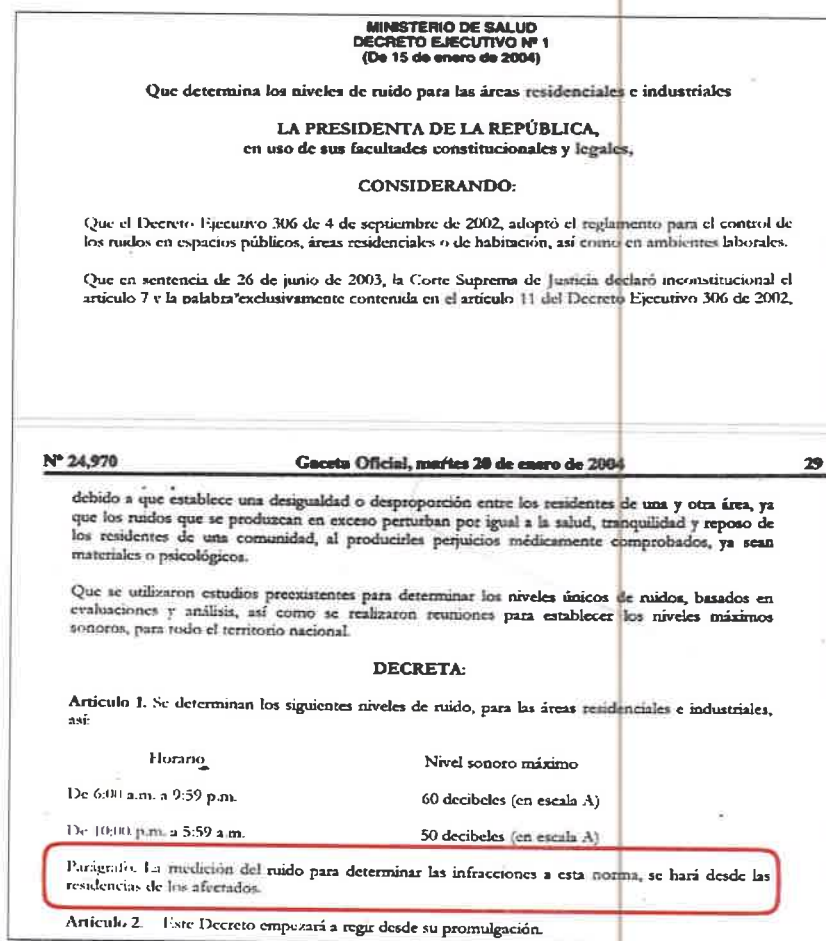 MINISTERIO DE SALUD
DECRETO EJECUTIVO Nº 1
(De 15 de enero de 2004)
Que determina los niveles de ruido para las áreas residenciales e industriales
LA PRESIDENTA DE LA REPÚBLICA,
en uso de sus facultades constitucionales y legales,
CONSIDERANDO:
Que el Decreto Ejecutivo 306 de 4 de septiembre de 2002, adoptó el reglamento para el control de
los ruidos en espacios públicos, áreas residenciales o de habitación, así como en ambientes laborales.
Que en sentencia de 26 de junio de 2003, la Corte Suprema de Justicia declaró inconstitucional el
artículo 7 y la palabra"exclusivamente contenida en el artículo 11 del Decreto Ejecutivo 306 de 2002,
Nº 24,970 Gaceta Oficial, martes 20 de enero de 2004 29
debido a que establece una desigualdad o desproporción entre los residentes de una y otra área, ya
que los ruidos que se produzcan en exceso perturban por igual a la salud, tranquilidad y reposo de
los residentes de una comunidad, al producirles perjuicios médicamente comprobados, ya sean
materiales o psicológicos.
Que se utilizaron estudios preexistentes para determinar los niveles únicos de ruidos, basados en
evaluaciones y análisis, así como se realizaron reuniones para establecer los niveles máximos
sonoros, para todo el territorio nacional.
DECRETA:
Artículo 1. Se determinan los siguientes niveles de ruido, para las áreas residenciales e industriales,
así:
Horario Nivel sonoro máximo
De 6:00 a.m. a 9:59 p.m. 60 decibeles (en escala A)
De 10:00 p.m. a 5:59 a.m. 50 decibeles (en escala A)
Parágrafo. La medición del ruido para determinar las infracciones a esta norma, se hará desde las
residencias de los afectados.
Artículo 2. Este Decreto empezará a regir desde su promulgación.